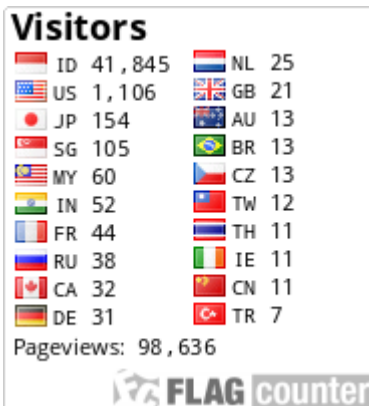 Visitors
ID 41,845
US 1,106
JP 154
SG 105
MY 60
IN 52
FR 44
RU 38
CA 32
DE 31
NL 25
GB 21
AU 13
BR 13
CZ 13
TW 12
TH 11
IE 11
CN 11
TR 7
Pageviews: 98,636
FC FLAG counter